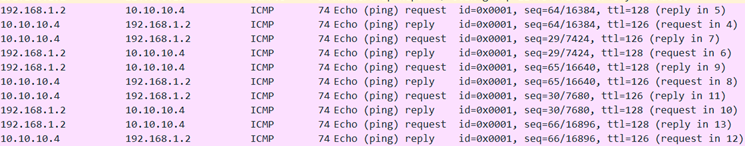 192.168.1.2 10.10.10.4 ICMP 74 Echo (ping) request id=0x0001, seq=64/16384, ttl=128 (reply in 5)
10.10.10.4 192.168.1.2 ICMP 74 Echo (ping) reply id=0x0001, seq=64/16384, ttl=126 (request in 4)
10.10.10.4 192.168.1.2 ICMP 74 Echo (ping) request id=0x0001, seq=29/7424, ttl=126 (reply in 7)
192.168.1.2 10.10.10.4 ICMP 74 Echo (ping) reply id=0x0001, seq=29/7424, ttl=128 (request in 6)
192.168.1.2 10.10.10.4 ICMP 74 Echo (ping) request id=0x0001, seq=65/16640, ttl=128 (reply in 9)
10.10.10.4 192.168.1.2 ICMP 74 Echo (ping) reply id=0x0001, seq=65/16640, ttl=126 (request in 8)
10.10.10.4 192.168.1.2 ICMP 74 Echo (ping) request id=0x0001, seq=30/7680, ttl=126 (reply in 11)
192.168.1.2 10.10.10.4 ICMP 74 Echo (ping) reply id=0x0001, seq=30/7680, ttl=128 (request in 10)
192.168.1.2 10.10.10.4 ICMP 74 Echo (ping) request id=0x0001, seq=66/16896, ttl=128 (reply in 13)
10.10.10.4 192.168.1.2 ICMP 74 Echo (ping) reply id=0x0001, seq=66/16896, ttl=126 (request in 12)